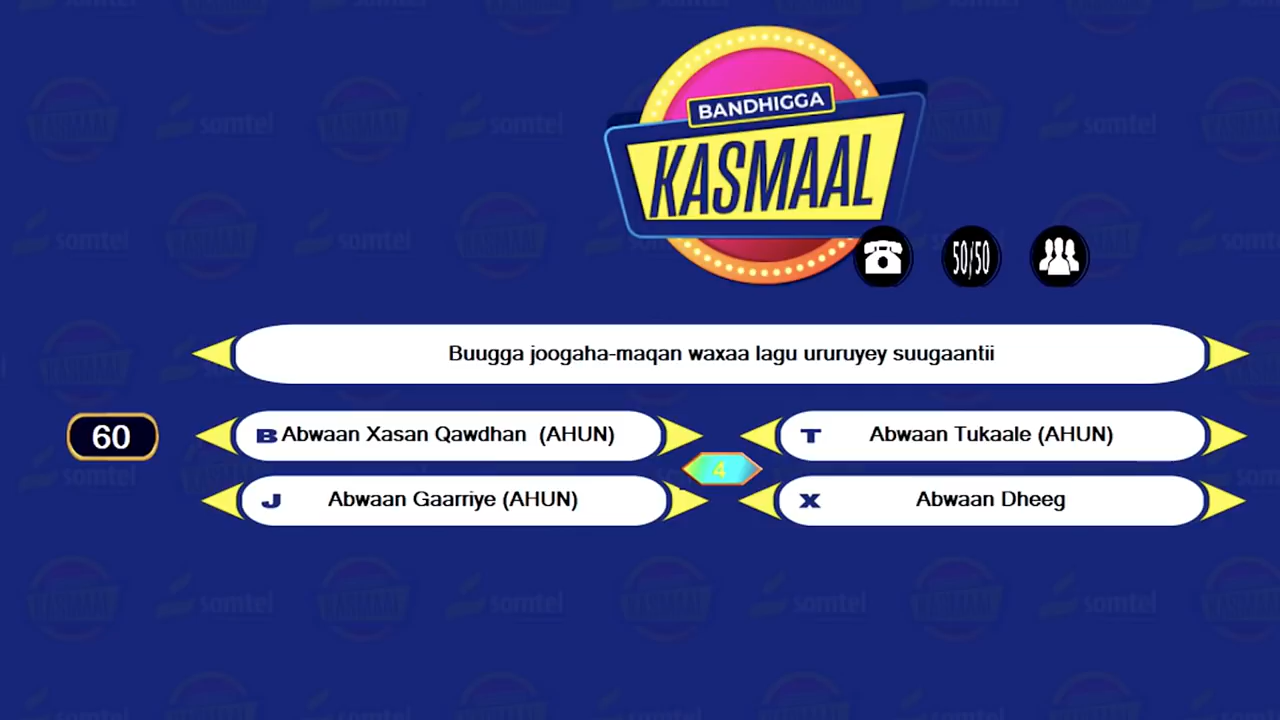 BANDHIGGA
KASMAAL
50/50
Buugga joogaha-maqan waxaa lagu ururuyey suugaantii
60
B Abwaan Xasan Qawdhan (AHUN)
T Abwaan Tukaale (AHUN)
4
J Abwaan Gaarriye (AHUN)
X Abwaan Dheeg
somtel